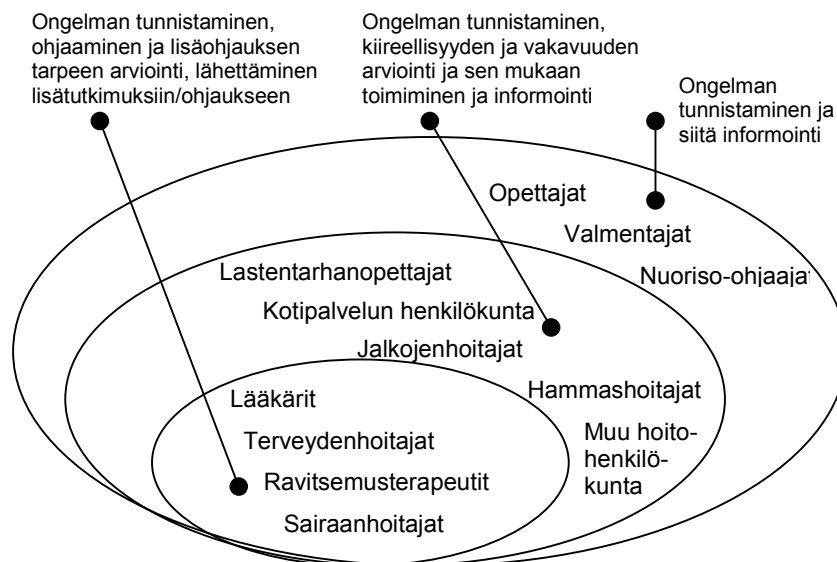 Ongelman tunnistaminen,
ohjaaminen ja lisäohjauksen
tarpeen arviointi, lähettäminen
lisätutkimuksiin/ohjaukseen
Ongelman tunnistaminen,
kiireellisyyden ja vakavuuden
arviointi ja sen mukaan
toimiminen ja informointi
Ongelman
tunnistaminen ja
siitä informointi
Opettajat
Valmentajat
Nuoriso-ohjaajat
Lastentarhanopettajat
Kotipalvelun henkilökunta
Jalkojenhoitajat
Hammashoitajat
Muu hoito-
henkilö-
kunta
Lääkärit
Terveydenhoitajat
Ravitsemusterapeutit
Sairaanhoitajat